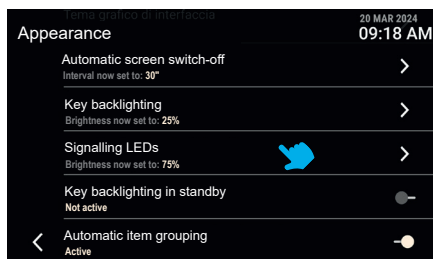 Tema grafico di interfaccia
20 MAR 2024
Appearance
09:18 AM
Automatic screen switch-off
Interval now set to: 30"
Key backlighting
Brightness now set to: 25%
Signalling LEDs
Brightness now set to: 75%
Key backlighting in standby
Not active
Automatic item grouping
Active